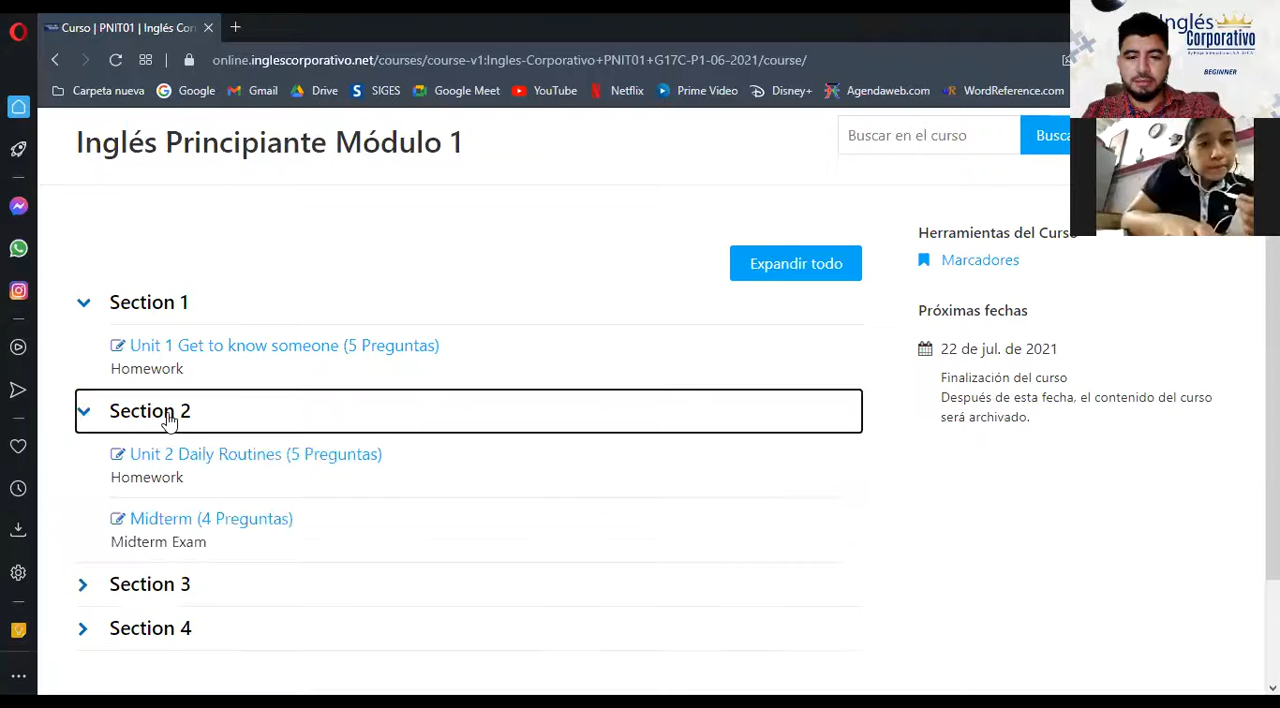 Curso | PNIT01 | Inglés Cor
online.inglescorporativo.net/courses/course-v1:Ingles-Corporativo+PNIT01+G17C-P1-06-2021/course/
Carpeta nueva Google Gmail Drive SIGES Google Meet YouTube Netflix Prime Video Disney+ Agendaweb.com WordReference.com
Inglés
Corporativo
BEGINNER
Inglés Principiante Módulo 1
Buscar en el curso
Busca
Expandir todo
Section 1
Unit 1 Get to know someone (5 Preguntas)
Homework
Section 2
Unit 2 Daily Routines (5 Preguntas)
Homework
Midterm (4 Preguntas)
Midterm Exam
Section 3
Section 4
Herramientas del Curso
Marcadores
Próximas fechas
22 de jul. de 2021
Finalización del curso
Después de esta fecha, el contenido del curso
será archivado.